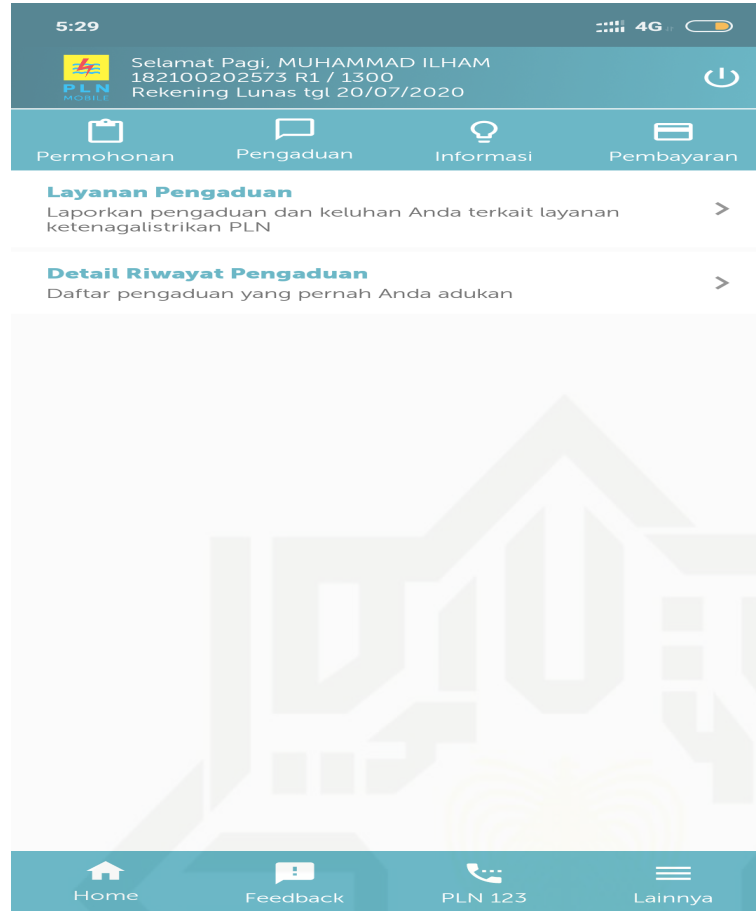 5:29
4G
PLN
MOBILE
Selamat Pagi, MUHAMMAD ILHAM
182100202573 R1 / 1300
Rekening Lunas tgl 20/07/2020
Permohonan
Pengaduan
Informasi
Pembayaran
Layanan Pengaduan
Laporkan pengaduan dan keluhan Anda terkait layanan
ketenagalistrikan PLN
Detail Riwayat Pengaduan
Daftar pengaduan yang pernah Anda adukan
Home
Feedback
PLN 123
Lainnya